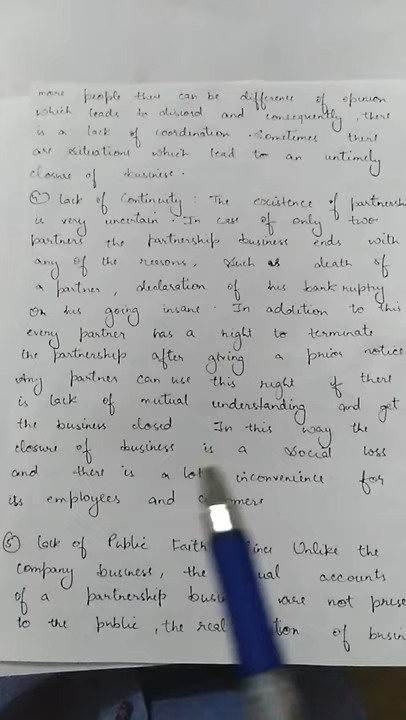 more people there can be difference of opinion
which leads to discord and consequently, there
is a lack of coordination. Sometimes there
are situations which lead to an untimely
closure of business.
④ Lack of Continuity: The existence of partnersh
is very uncertain. In case of only two
partners the partnership business ends with
any of the reasons, such as death of
a partner, declaration of his bankruptcy
or his going insane. In addition to this
every partner has a right to terminate
the partnership after giving a prior notice
Any partner can use this right if there
is lack of mutual understanding and get
the business closed In this way the
closure of business is a social loss
and there is a lot inconvenience for
its employees and
⑤ Lack of Public Faith Unlike the
company business, the accounts
of a partnership are not
to the public, the real of